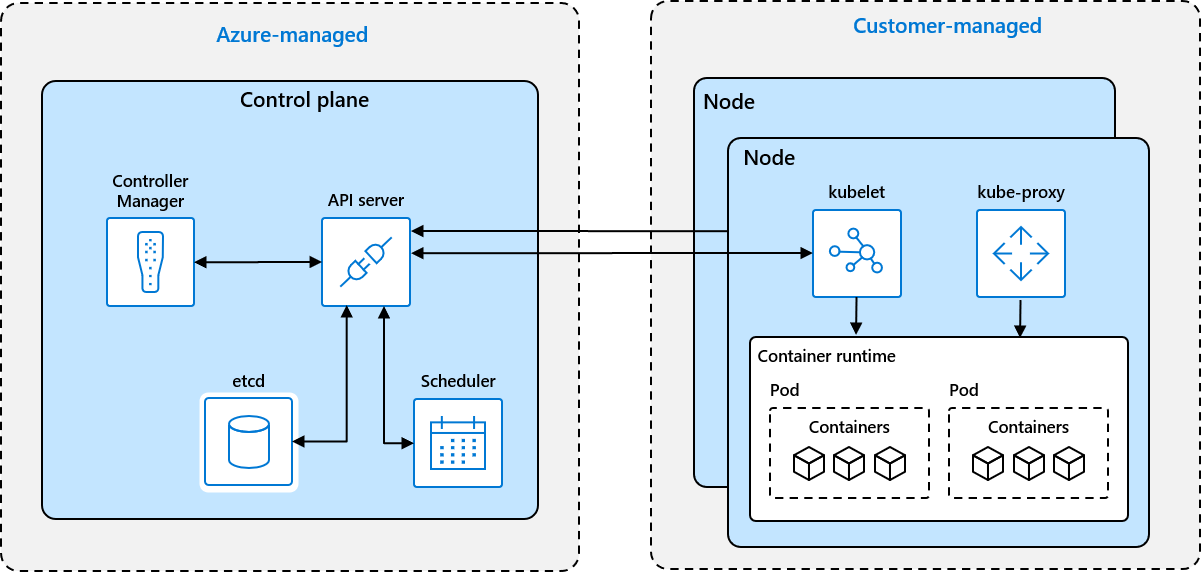 Azure-managed
Control plane
Controller
Manager
API server
etcd
Scheduler
Customer-managed
Node
Node
kubelet
kube-proxy
Container runtime
Pod
Containers
Pod
Containers